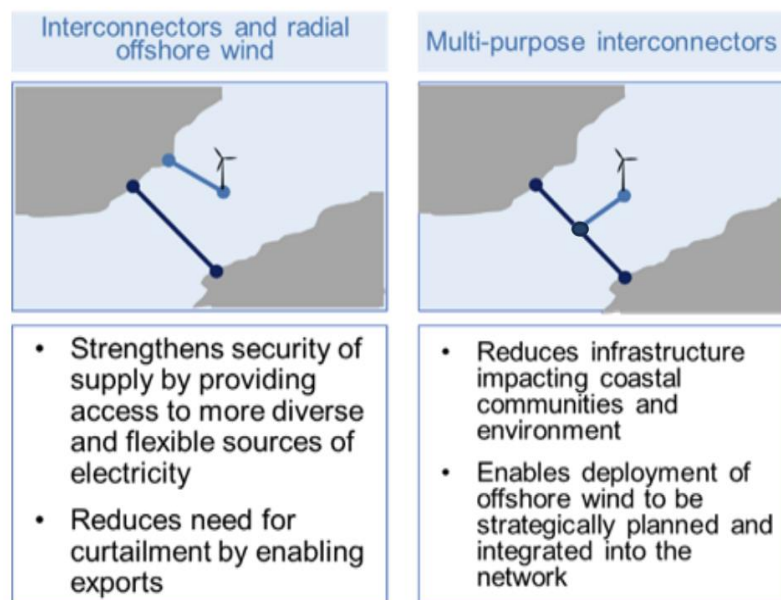 Interconnectors and radial
offshore wind
• Strengthens security of
supply by providing
access to more diverse
and flexible sources of
electricity
• Reduces need for
curtailment by enabling
exports
Multi-purpose interconnectors
• Reduces infrastructure
impacting coastal
communities and
environment
• Enables deployment of
offshore wind to be
strategically planned and
integrated into the
network